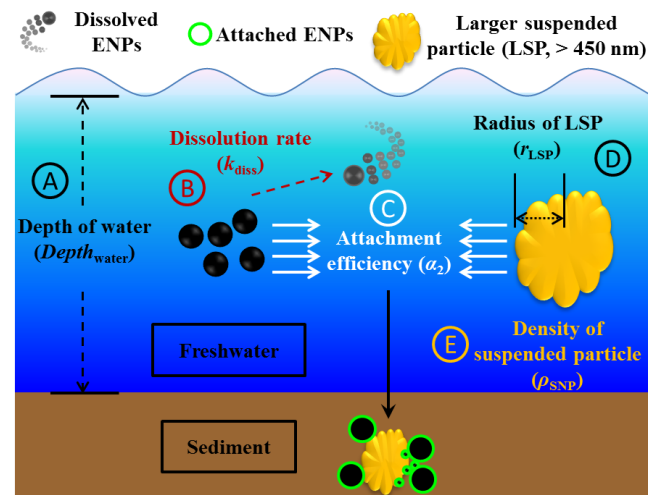 Dissolved
ENPs
Attached ENPs
Larger suspended
particle (LSP, > 450 nm)
A
Depth of water
(Depthwater)
Dissolution rate
(kdiss)
B
C
Attachment
efficiency (α2)
Radius of LSP
(rLSP)
D
E
Density of
suspended particle
(ρSNP)
Freshwater
Sediment